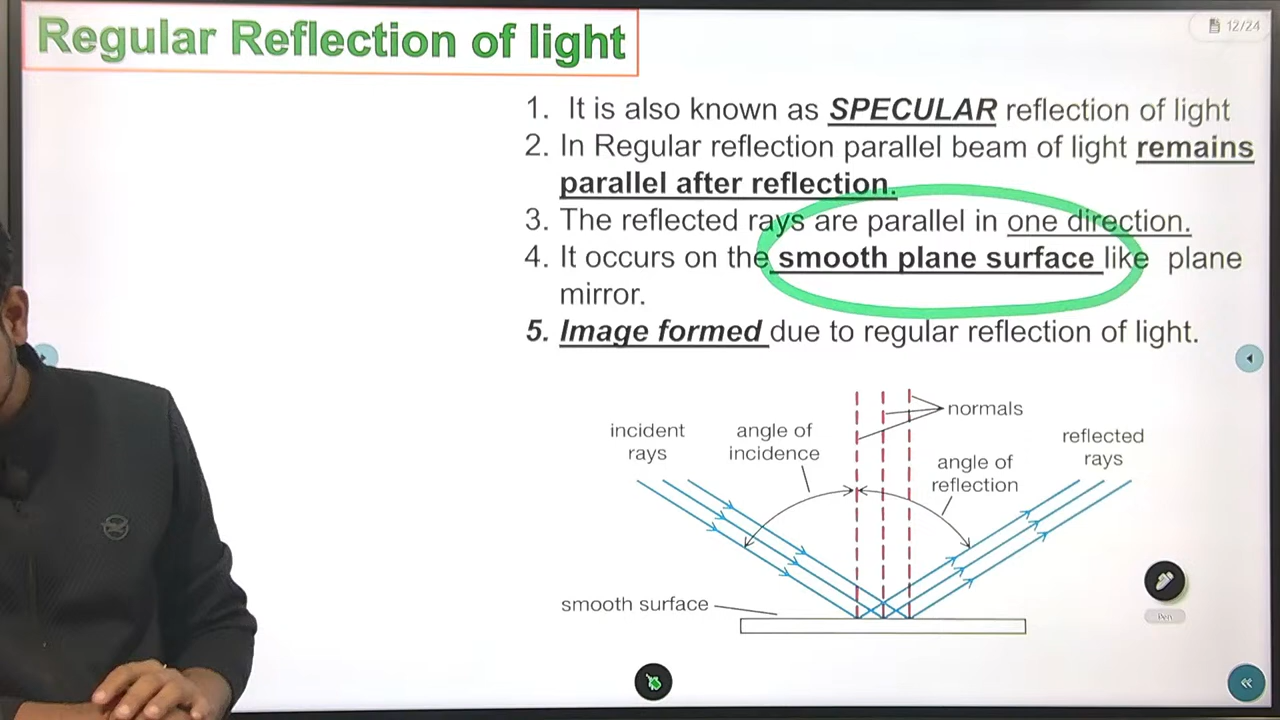 Regular Reflection of light
12/24
1. It is also known as SPECULAR reflection of light
2. In Regular reflection parallel beam of light remains
parallel after reflection.
3. The reflected rays are parallel in one direction.
4. It occurs on the smooth plane surface like plane
mirror.
5. Image formed due to regular reflection of light.
normals
incident
rays
angle of
incidence
reflected
rays
angle of
reflection
smooth surface
Pen